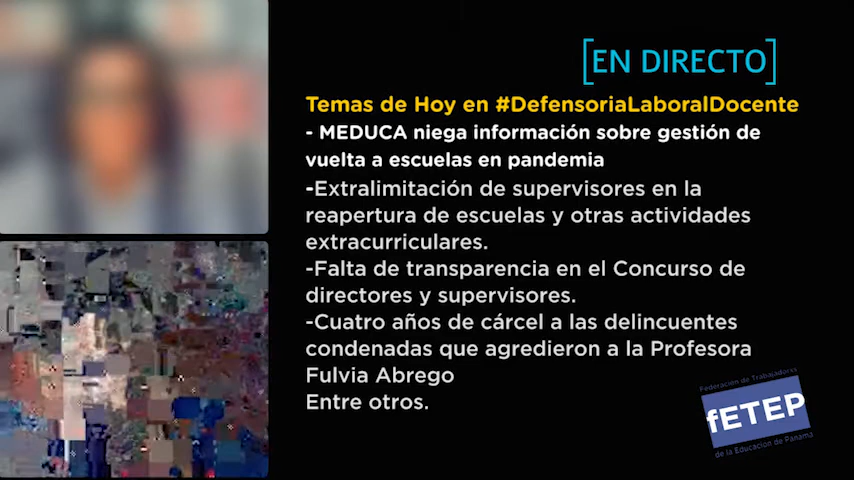 [EN DIRECTO]
Temas de Hoy en #DefensoriaLaboralDocente
- MEDUCA niega información sobre gestión de
vuelta a escuelas en pandemia
-Extralimitación de supervisores en la
reapertura de escuelas y otras actividades
extracurriculares.
-Falta de transparencia en el Concurso de
directores y supervisores.
-Cuatro años de cárcel a las delincuentes
condenadas que agredieron a la Profesora
Fulvia Abrego
Entre otros.
Federación de Trabajadorxs
fETEP
de la Educación de Panamá